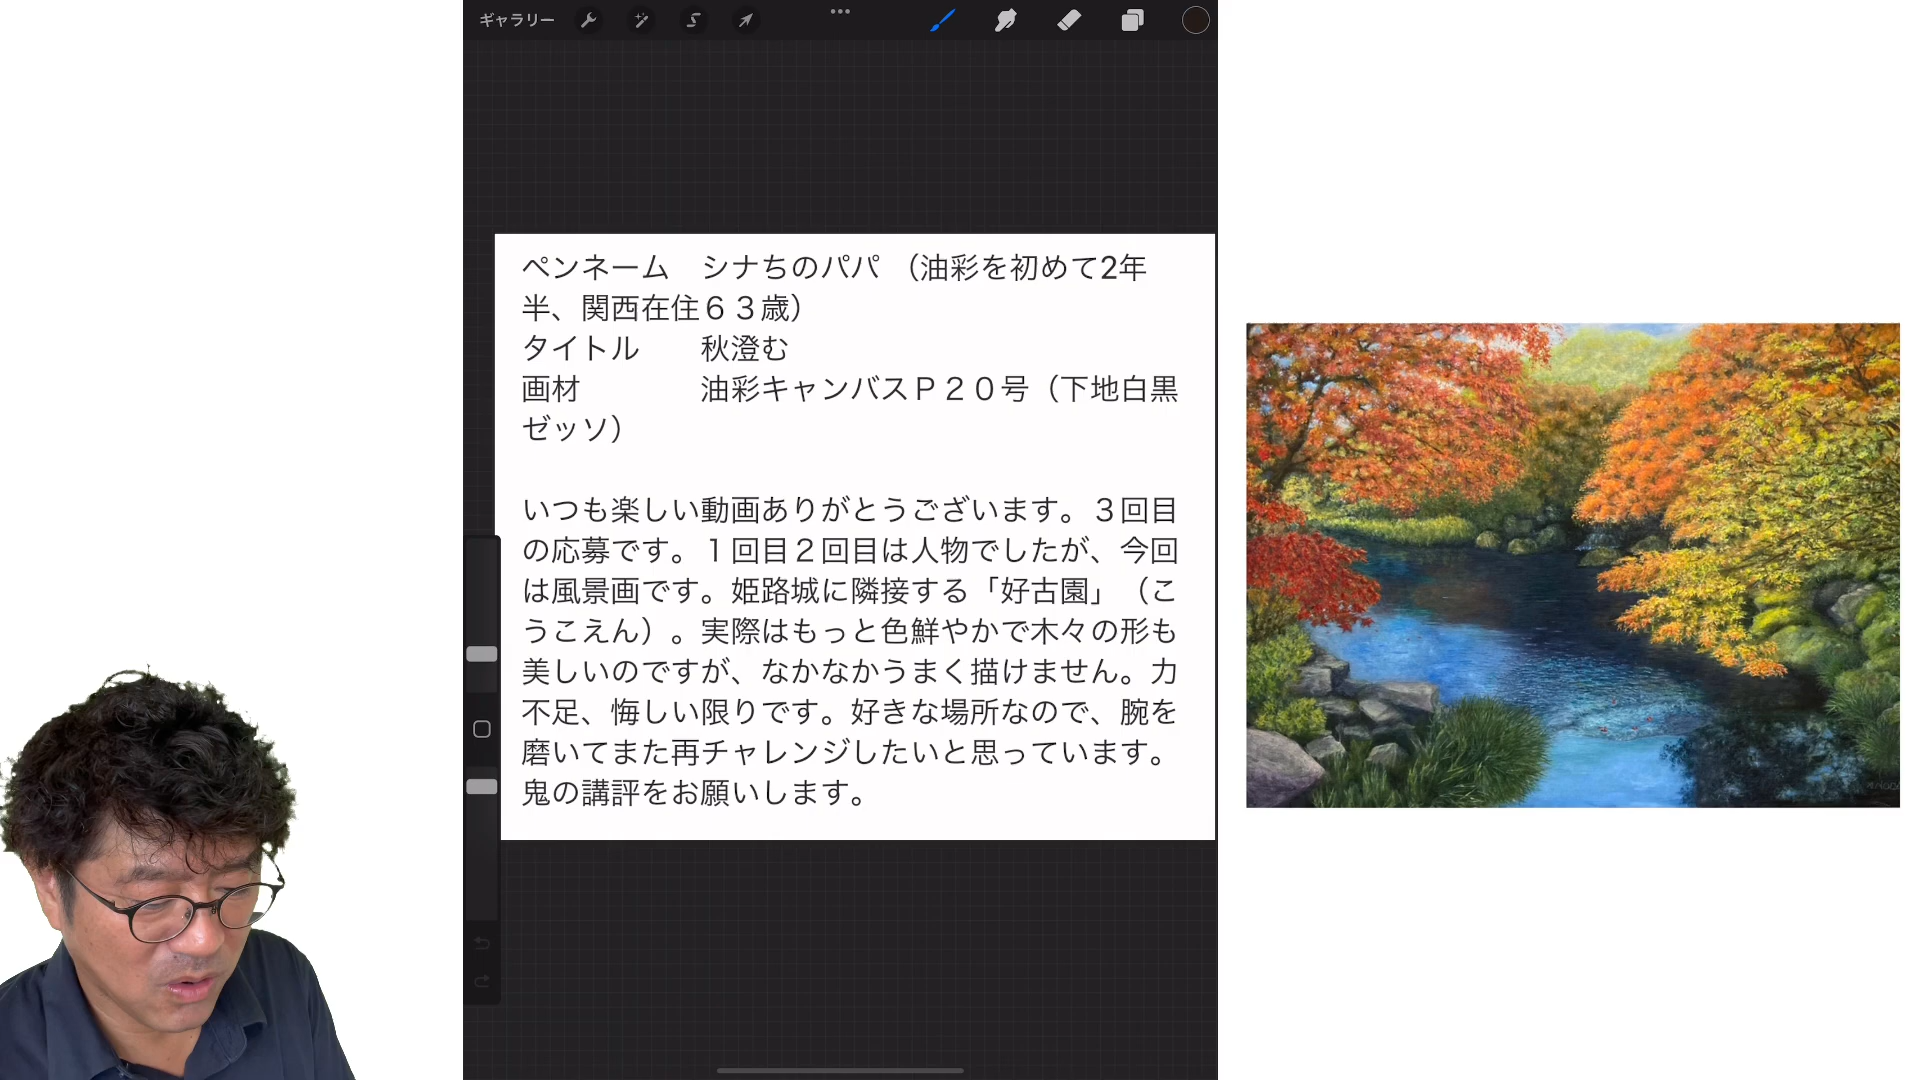 ギャラリー
ペンネーム　シナちのパパ （油彩を初めて2年
半、関西在住６３歳）
タイトル　　秋澄む
画材　　　　油彩キャンバスＰ２０号（下地白黒
ゼッソ）
いつも楽しい動画ありがとうございます。３回目
の応募です。１回目２回目は人物でしたが、今回
は風景画です。姫路城に隣接する「好古園」（こ
うこえん）。実際はもっと色鮮やかで木々の形も
美しいのですが、なかなかうまく描けません。力
不足、悔しい限りです。好きな場所なので、腕を
磨いてまた再チャレンジしたいと思っています。
鬼の講評をお願いします。